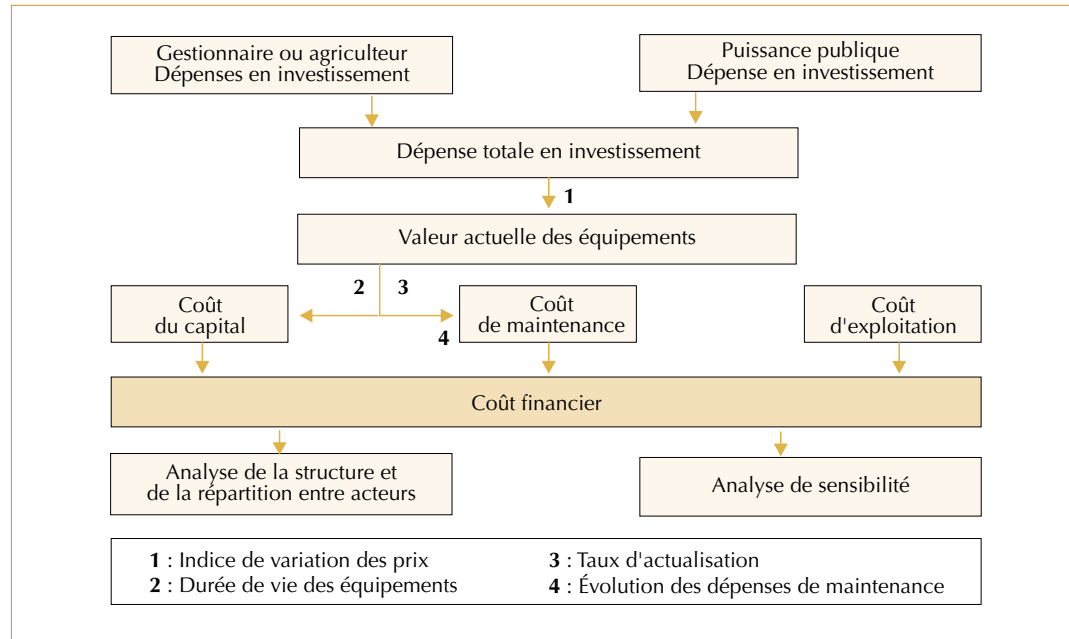 Gestionnaire ou agriculteur
Dépenses en investissement
Puissance publique
Dépense en investissement
Dépense totale en investissement
1
Valeur actuelle des équipements
2
3
4
Coût
du capital
Coût
de maintenance
Coût
d'exploitation
Coût financier
Analyse de la structure et
de la répartition entre acteurs
Analyse de sensibilité
1 : Indice de variation des prix
2 : Durée de vie des équipements
3 : Taux d'actualisation
4 : Évolution des dépenses de maintenance